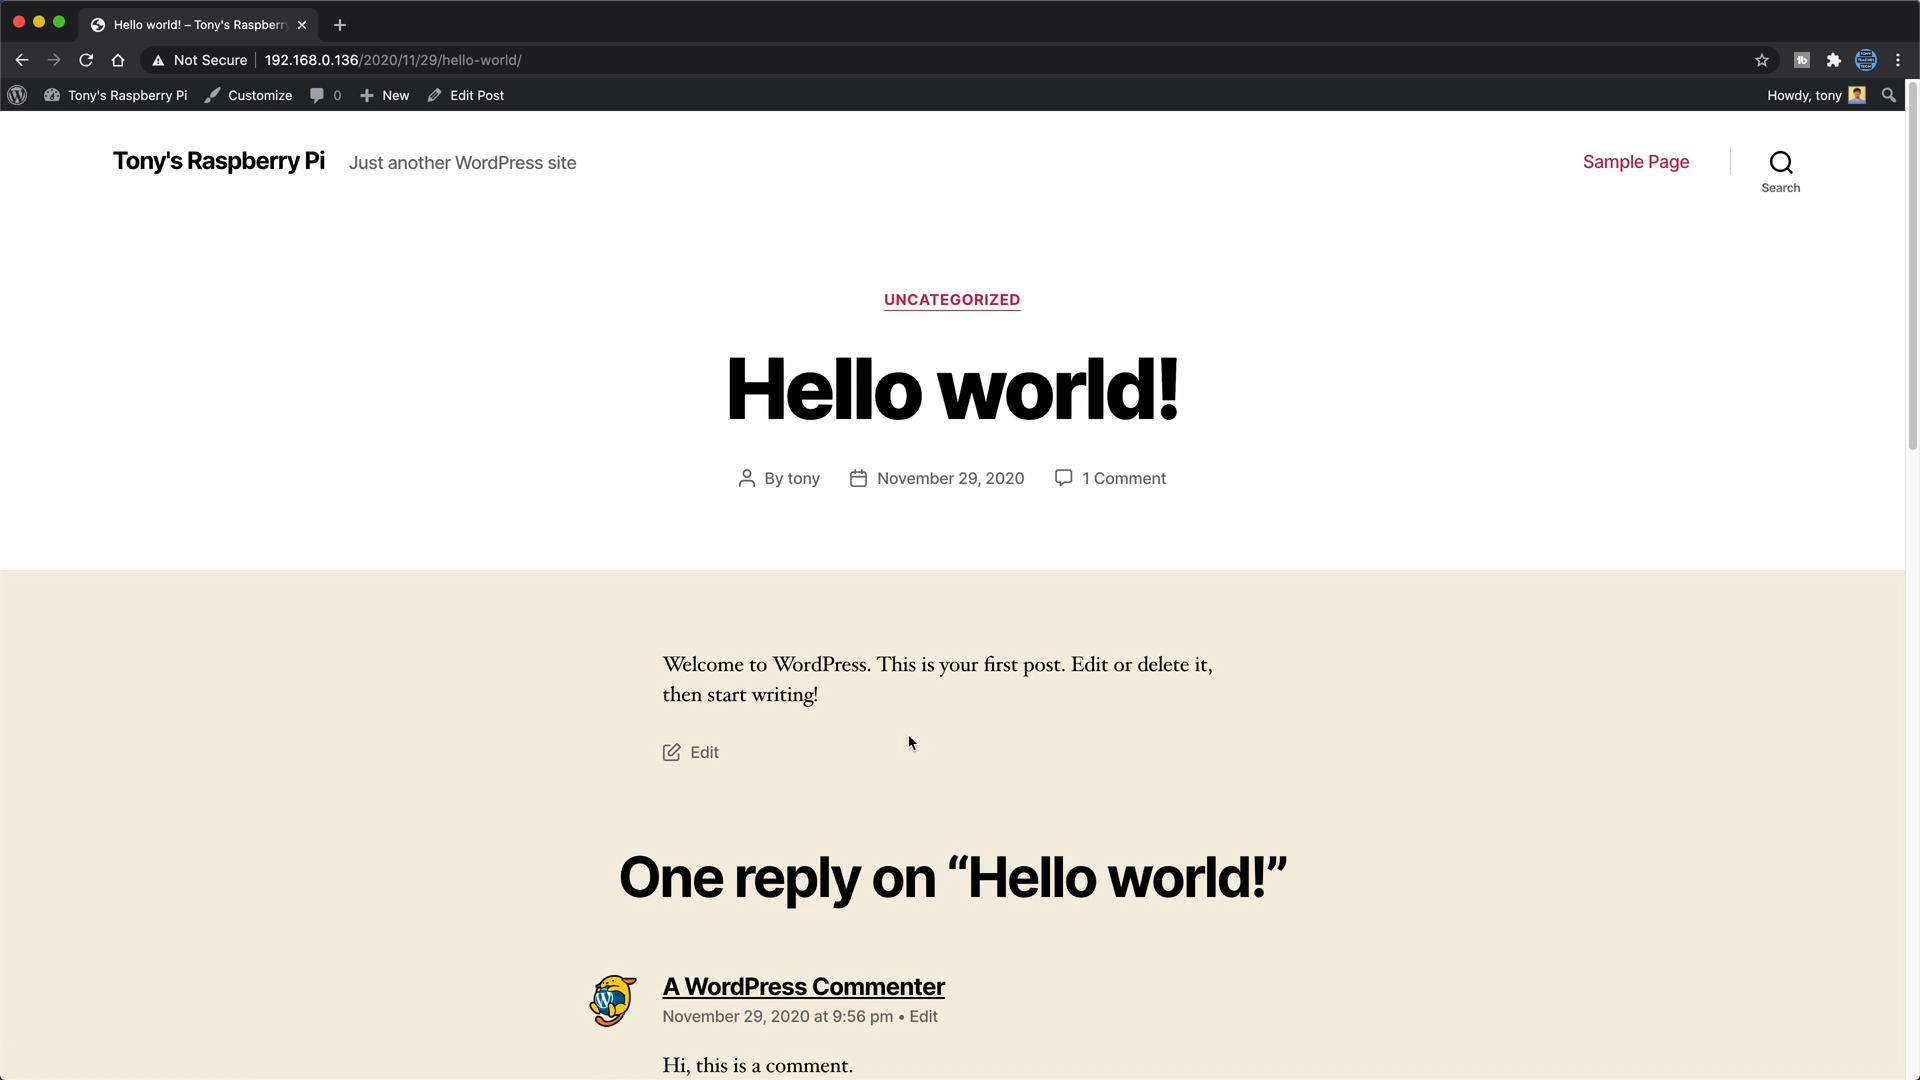 Hello world! – Tony's Raspberry
Not Secure 192.168.0.136/2020/11/29/hello-world/
Tony's Raspberry Pi Customize 0 New Edit Post Howdy, tony
Tony's Raspberry Pi Just another WordPress site Sample Page
Search
UNCATEGORIZED
Hello world!
By tony November 29, 2020 1 Comment
Welcome to WordPress. This is your first post. Edit or delete it,
then start writing!
Edit
One reply on “Hello world!”
A WordPress Commenter
November 29, 2020 at 9:56 pm • Edit
Hi, this is a comment.